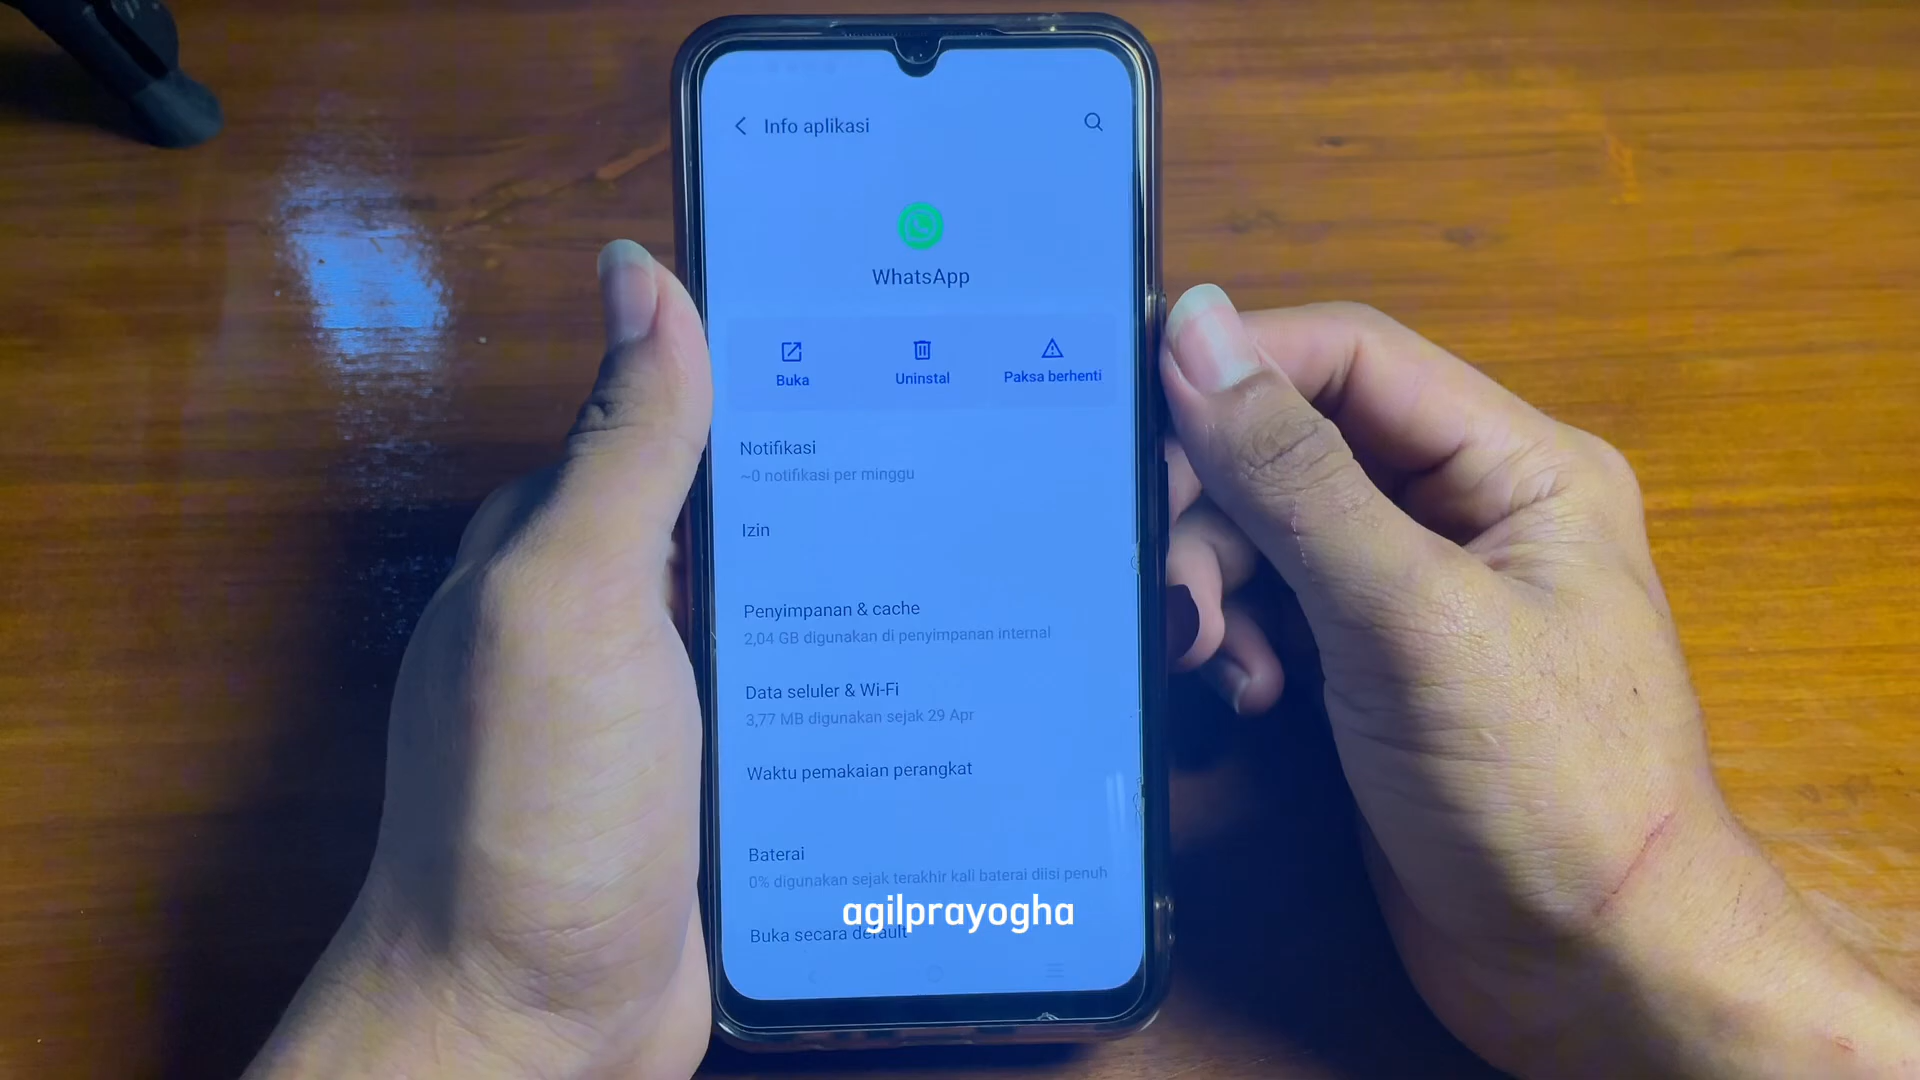 Info aplikasi
WhatsApp
Buka
Uninstal
Paksa berhenti
Notifikasi
~0 notifikasi per minggu
Izin
Penyimpanan & cache
2,04 GB digunakan di penyimpanan internal
Data seluler & Wi-Fi
3,77 MB digunakan sejak 29 Apr
Waktu pemakaian perangkat
Baterai
0% digunakan sejak terakhir kali baterai diisi penuh
agilprayogha
Buka secara default